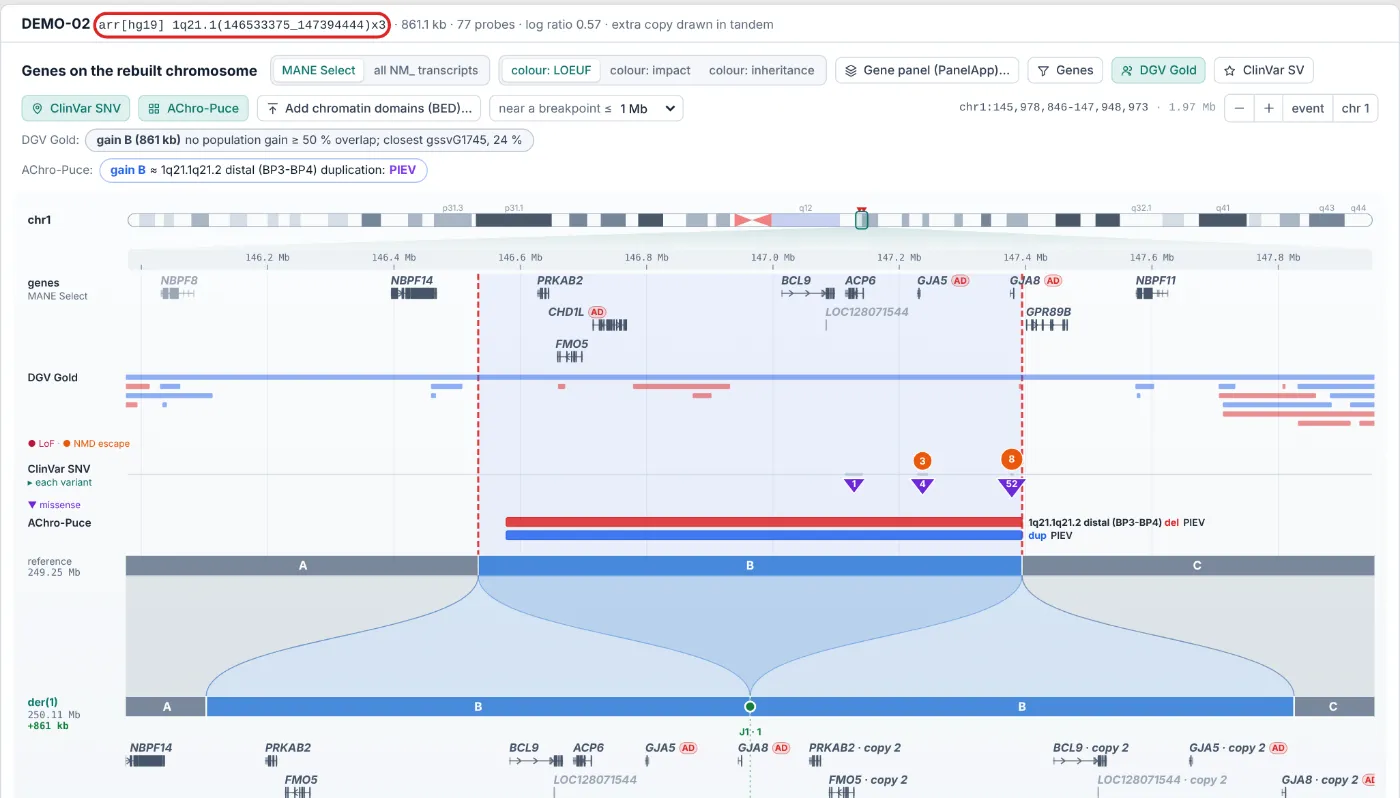 DEMO-02 arr[hg19] 1q21.1(146533375_147394444)x3 · 861.1 kb · 77 probes · log ratio 0.57 · extra copy drawn in tandem
Genes on the rebuilt chromosome MANE Select all NM_ transcripts colour: LOEUF colour: impact colour: inheritance Gene panel (PanelApp)... Genes DGV Gold ClinVar SV
ClinVar SNV AChro-Puce Add chromatin domains (BED)... near a breakpoint ≤ 1 Mb chr1:145,978,846-147,948,973 · 1.97 Mb − + event chr 1
DGV Gold: gain B (861 kb) no population gain ≥ 50 % overlap; closest gssvG1745, 24 %
AChro-Puce: gain B ≈ 1q21.1q21.2 distal (BP3-BP4) duplication: PIEV
p31.3 p31.1 q12 q32.1 q41 q43 q44
chr1
146.2 Mb 146.4 Mb 146.6 Mb 146.8 Mb 147.0 Mb 147.2 Mb 147.4 Mb 147.6 Mb 147.8 Mb
genes NBPF8 NBPF14 PRKAB2 BCL9 ACP6 GJA5 AD GJA8 AD NBPF11
MANE Select
CHD1L AD LOC128071544 GPR89B
FMO5
DGV Gold
LoF · NMD escape
3 8
ClinVar SNV
▸ each variant
1 4 52
▼ missense
AChro-Puce 1q21.1q21.2 distal (BP3-BP4) del PIEV
dup PIEV
reference
249.25 Mb
A B C
der(1)
250.11 Mb
+861 kb
A B B C
J1 · 1
NBPF14 PRKAB2 BCL9 ACP6 GJA5 AD GJA8 AD PRKAB2 · copy 2 BCL9 · copy 2 GJA5 · copy 2 AD
FMO5 LOC128071544 FMO5 · copy 2 LOC128071544 · copy 2 GJA8 · copy 2